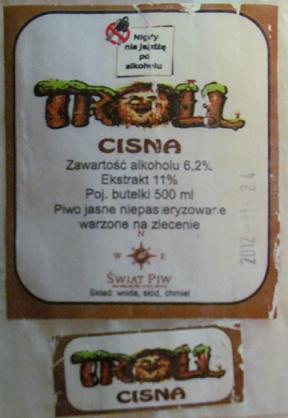 Nigdy
nie jeżdżę
po
alkoholu
TROLL
CISNA
Zawartość alkoholu 6,2%
Ekstrakt 11%
Poj. butelki 500 ml
Piwo jasne niepasteryzowane
warzone na zlecenie
N
W E
ŚWIAT PIW
Skład: woda, słód, chmiel
2012 -11- 24
TROLL
CISNA